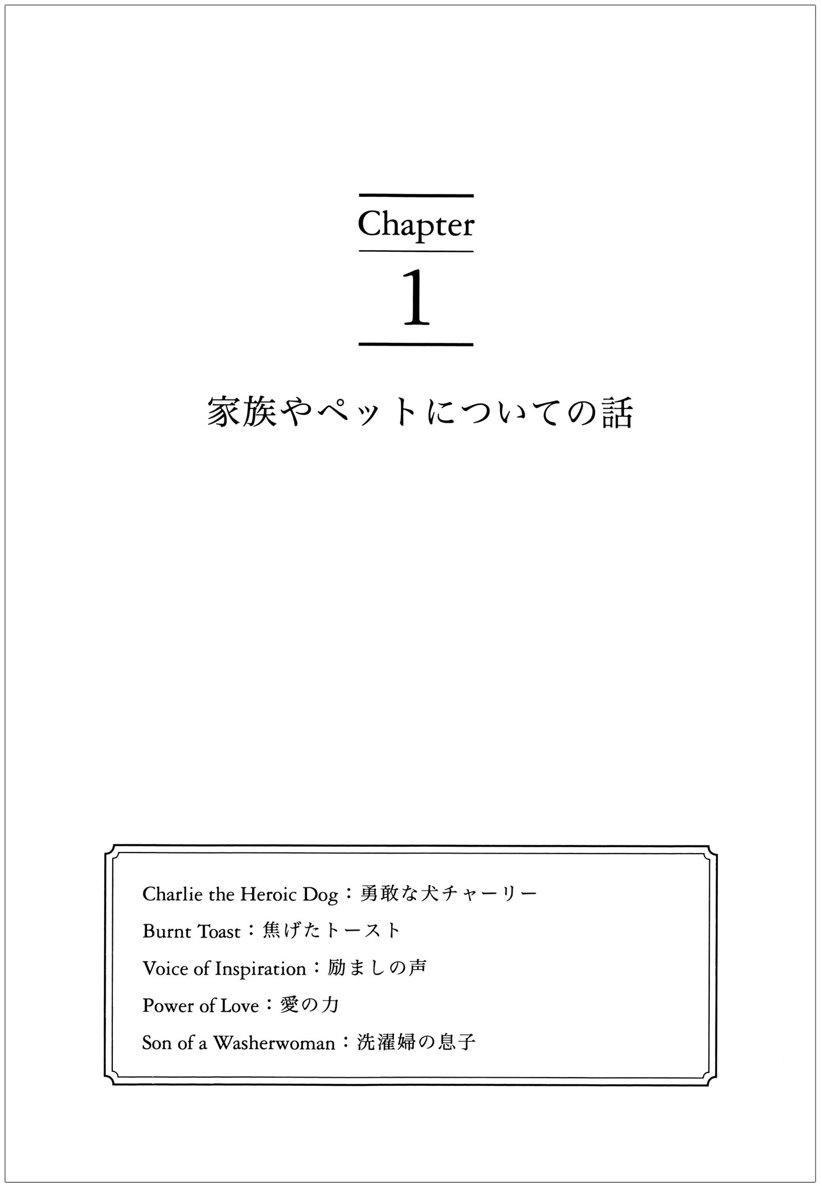 Chapter
1
家族やペットについての話
Charlie the Heroic Dog：勇敢な犬チャーリー
Burnt Toast：焦げたトースト
Voice of Inspiration：励ましの声
Power of Love：愛の力
Son of a Washerwoman：洗濯婦の息子